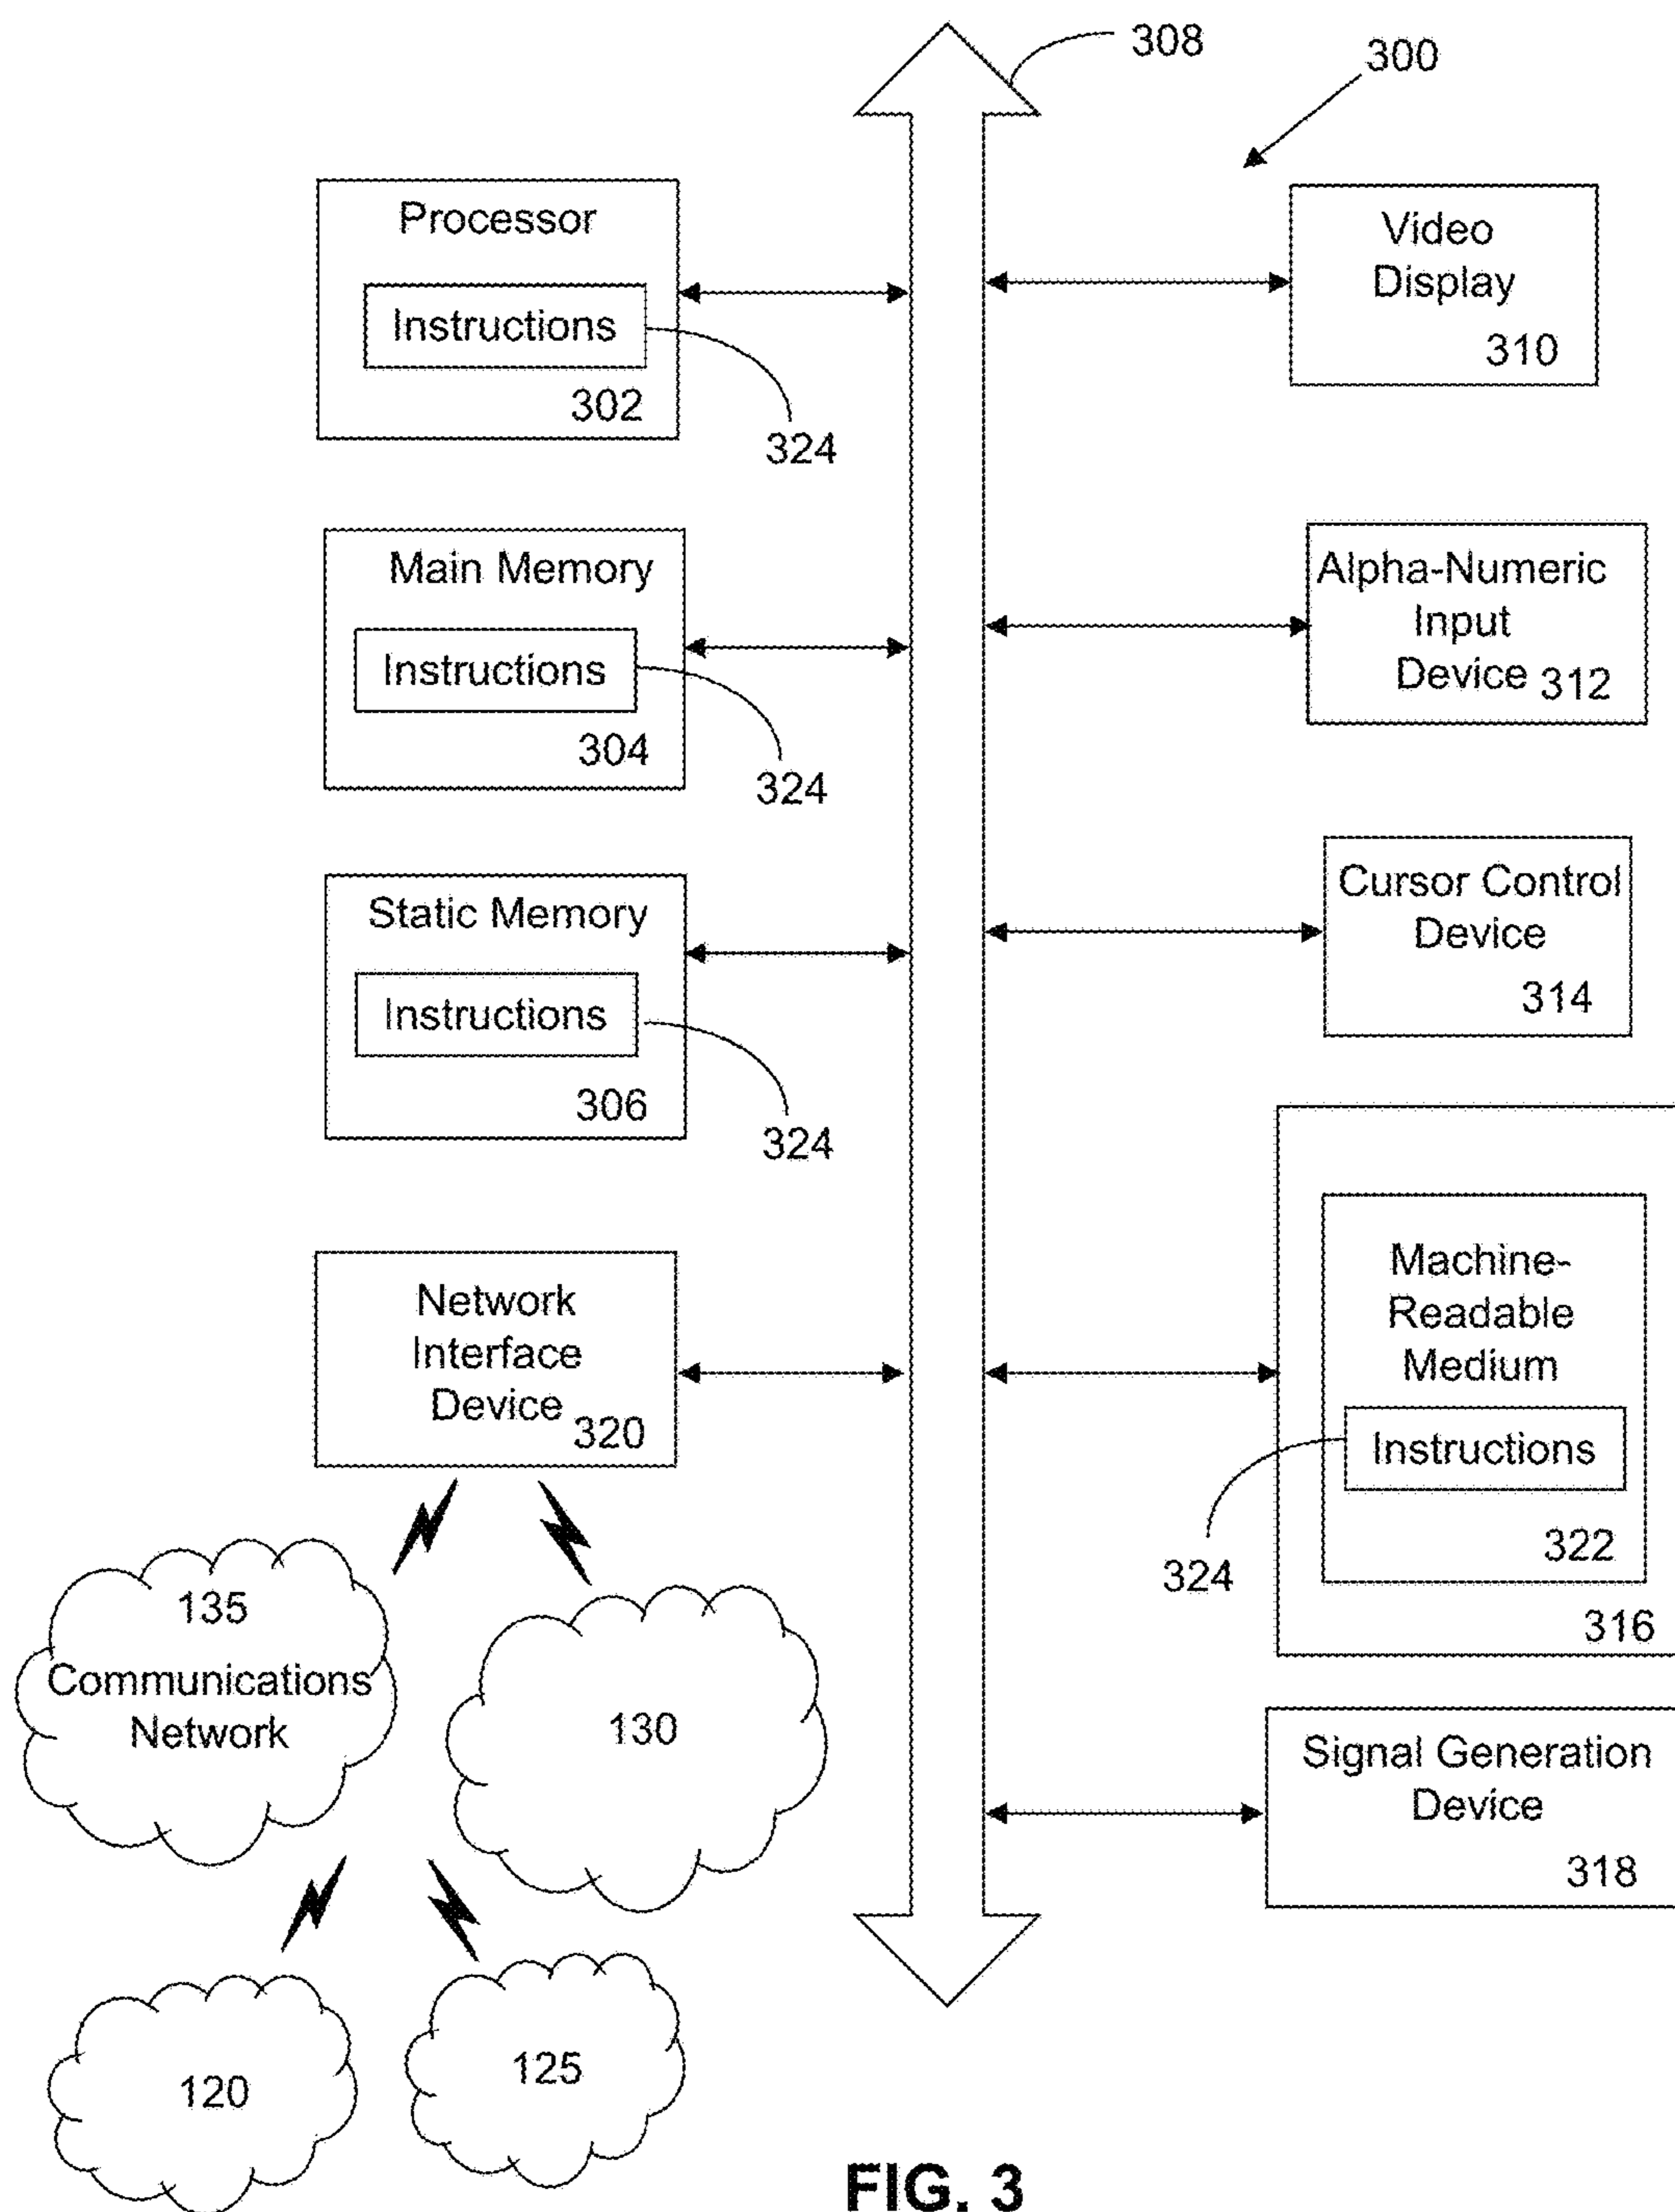 308
300
Processor
Instructions
302
324
Video
Display
310
Main Memory
Instructions
304
324
Alpha-Numeric
Input
Device 312
Static Memory
Instructions
306
324
Cursor Control
Device
314
Network
Interface
Device 320
Machine-
Readable
Medium
Instructions
322
324
316
135
Communications
Network
130
Signal Generation
Device
318
120
125
FIG. 3